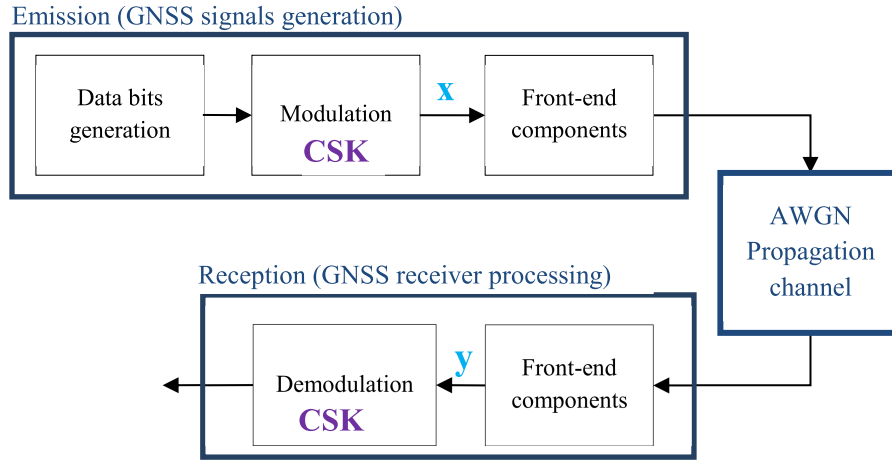 Emission (GNSS signals generation)
Data bits
generation
Modulation
CSK
x
Front-end
components
AWGN
Propagation
channel
Reception (GNSS receiver processing)
Demodulation
CSK
y
Front-end
components